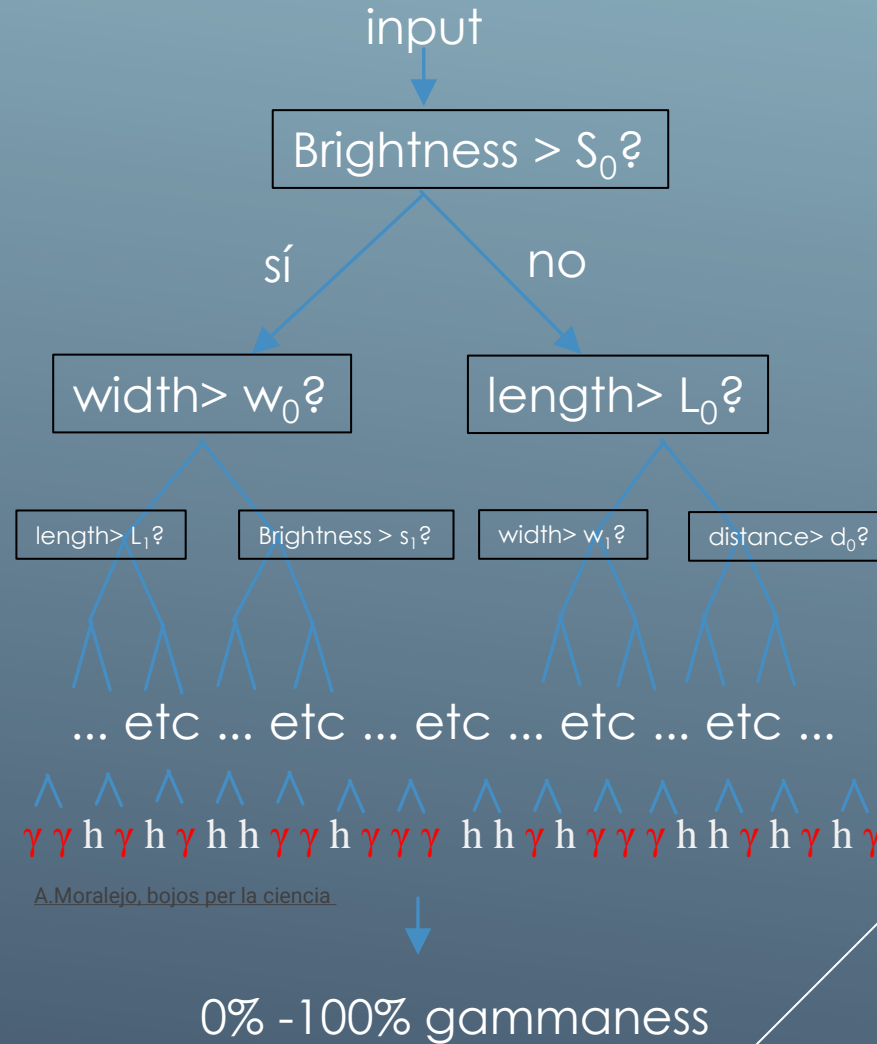 input
Brightness > S₀?
sí no
width> w₀? length> L₀?
length> L₁? Brightness > s₁? width> w₁? distance> d₀?
... etc ... etc ... etc ... etc ... etc ...
γ γ h γ h γ h h γ γ h γ γ γ h h γ h γ γ γ h h γ h γ h γ
A.Moralejo, bojos per la ciencia
0% -100% gammaness